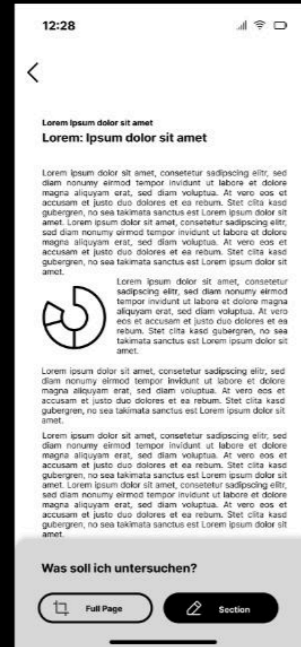 12:28
Lorem Ipsum dolor sit amet
Lorem: Ipsum dolor sit amet
Lorem ipsum dolor sit amet, consetetur sadipscing elitr, sed
diam nonumy eirmod tempor invidunt ut labore et dolore
magna aliquyam erat, sed diam voluptua. At vero eos et
accusam et justo duo dolores et ea rebum. Stet clita kasd
gubergren, no sea takimata sanctus est Lorem ipsum dolor sit
amet. Lorem ipsum dolor sit amet, consetetur sadipscing elitr,
sed diam nonumy eirmod tempor invidunt ut labore et dolore
magna aliquyam erat, sed diam voluptua. At vero eos et
accusam et justo duo dolores et ea rebum. Stet clita kasd
gubergren, no sea takimata sanctus est Lorem ipsum dolor sit
amet.
Lorem ipsum dolor sit amet, consetetur
sadipscing elitr, sed diam nonumy eirmod
tempor invidunt ut labore et dolore magna
aliquyam erat, sed diam voluptua. At vero
eos et accusam et justo duo dolores et ea
rebum. Stet clita kasd gubergren, no sea
takimata sanctus est Lorem ipsum dolor sit
amet.
Lorem ipsum dolor sit amet, consetetur sadipscing elitr, sed
diam nonumy eirmod tempor invidunt ut labore et dolore
magna aliquyam erat, sed diam voluptua. At vero eos et
accusam et justo duo dolores et ea rebum. Stet clita kasd
gubergren, no sea takimata sanctus est Lorem ipsum dolor sit
amet.
Lorem ipsum dolor sit amet, consetetur sadipscing elitr, sed
diam nonumy eirmod tempor invidunt ut labore et dolore
magna aliquyam erat, sed diam voluptua. At vero eos et
accusam et justo duo dolores et ea rebum. Stet clita kasd
gubergren, no sea takimata sanctus est Lorem ipsum dolor sit
amet. Lorem ipsum dolor sit amet, consetetur sadipscing elitr,
sed diam nonumy eirmod tempor invidunt ut labore et dolore
magna aliquyam erat, sed diam voluptua. At vero eos et
accusam et justo duo dolores et ea rebum. Stet clita kasd
gubergren, no sea takimata sanctus est Lorem ipsum dolor sit
amet.
Was soll ich untersuchen?
Full Page
Section